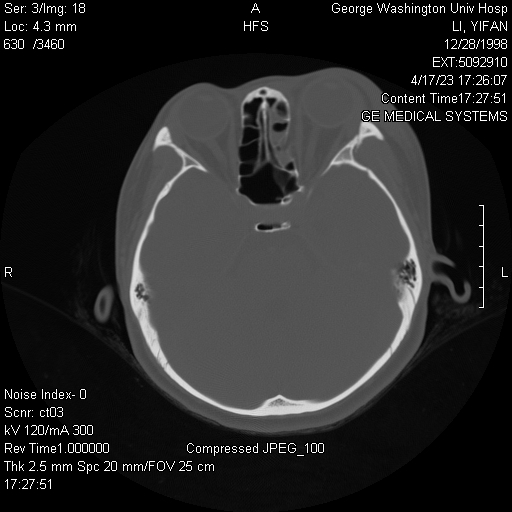 Ser: 3/Img: 18
Loc: 4.3 mm
630 /3460
A
HFS
George Washington Univ Hosp
LI, YIFAN
12/28/1998
EXT:5092910
4/17/23 17:26:07
Content Time17:27:51
GE MEDICAL SYSTEMS
R
L
Noise Index- 0
Scnr: ct03
kV 120/mA 300
Rev Time1.000000
Compressed JPEG_100
Thk 2.5 mm Spc 20 mm/FOV 25 cm
17:27:51